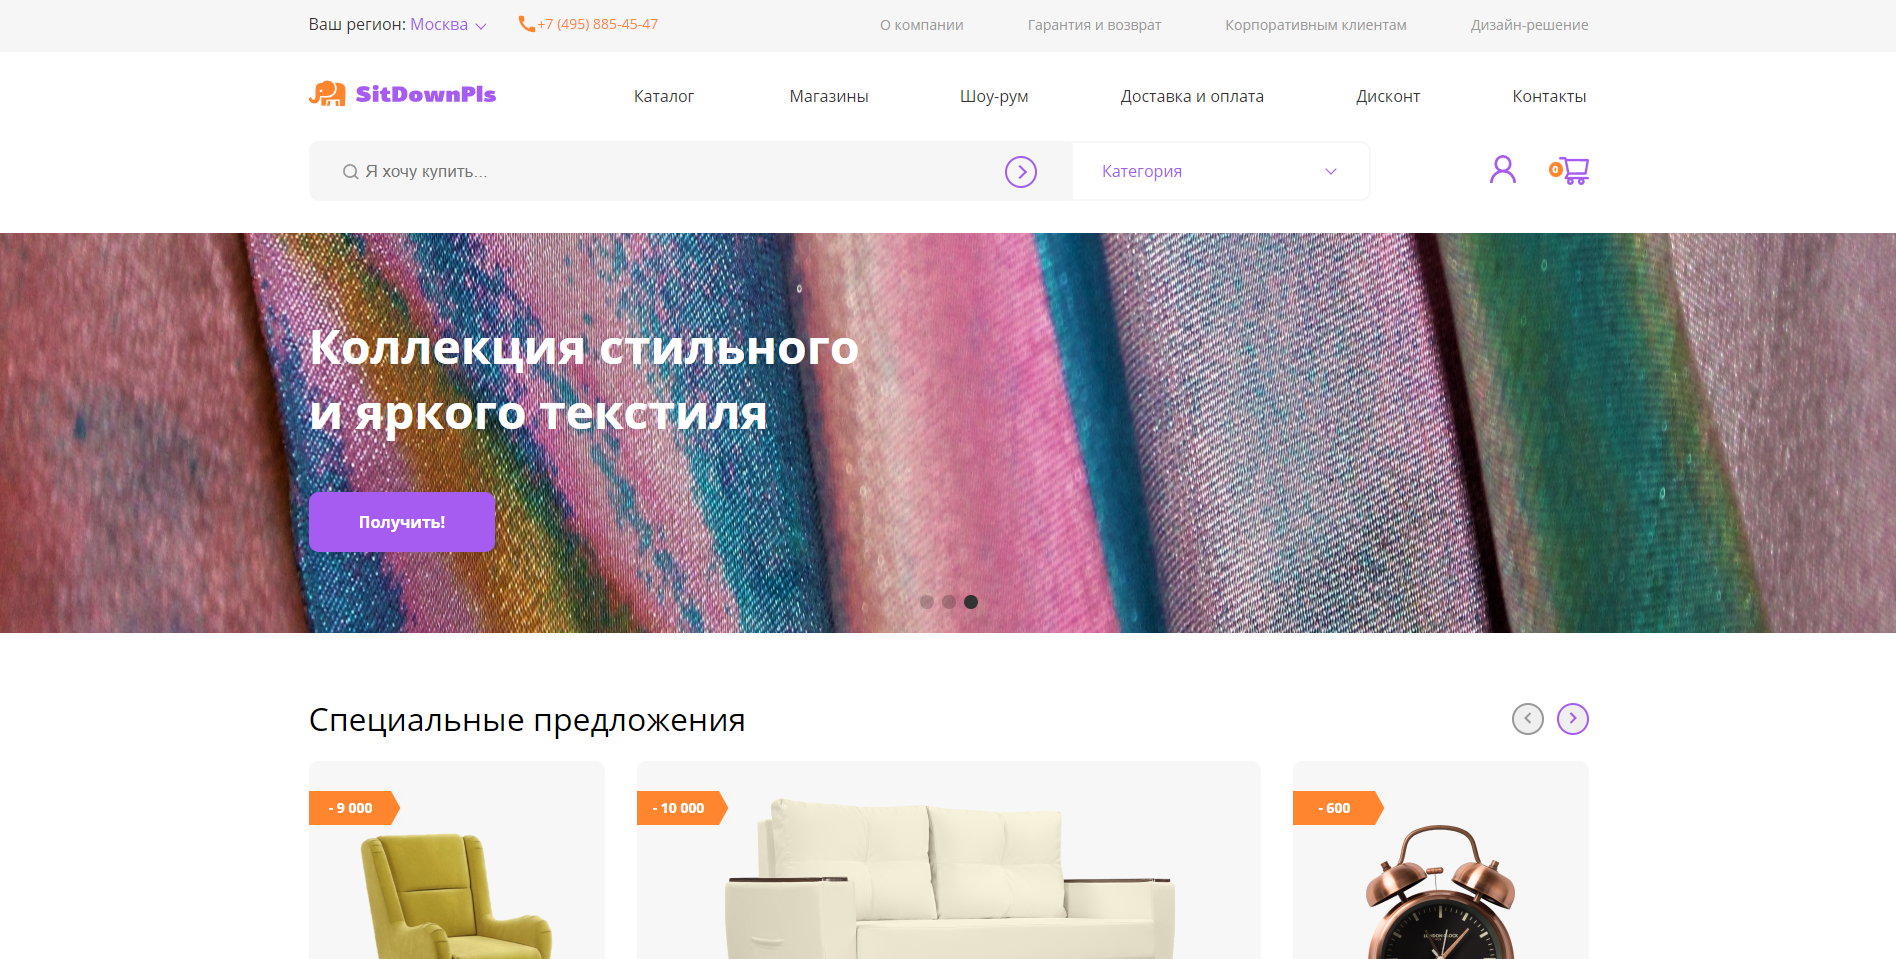 Ваш регион: Москва
+7 (495) 885-45-47
О компании
Гарантия и возврат
Корпоративным клиентам
Дизайн-решение
SitDownPls
Каталог
Магазины
Шоу-рум
Доставка и оплата
Дисконт
Контакты
Я хочу купить...
Категория
0
Коллекция стильного
и яркого текстиля
Получить!
Специальные предложения
- 9 000
- 10 000
- 600